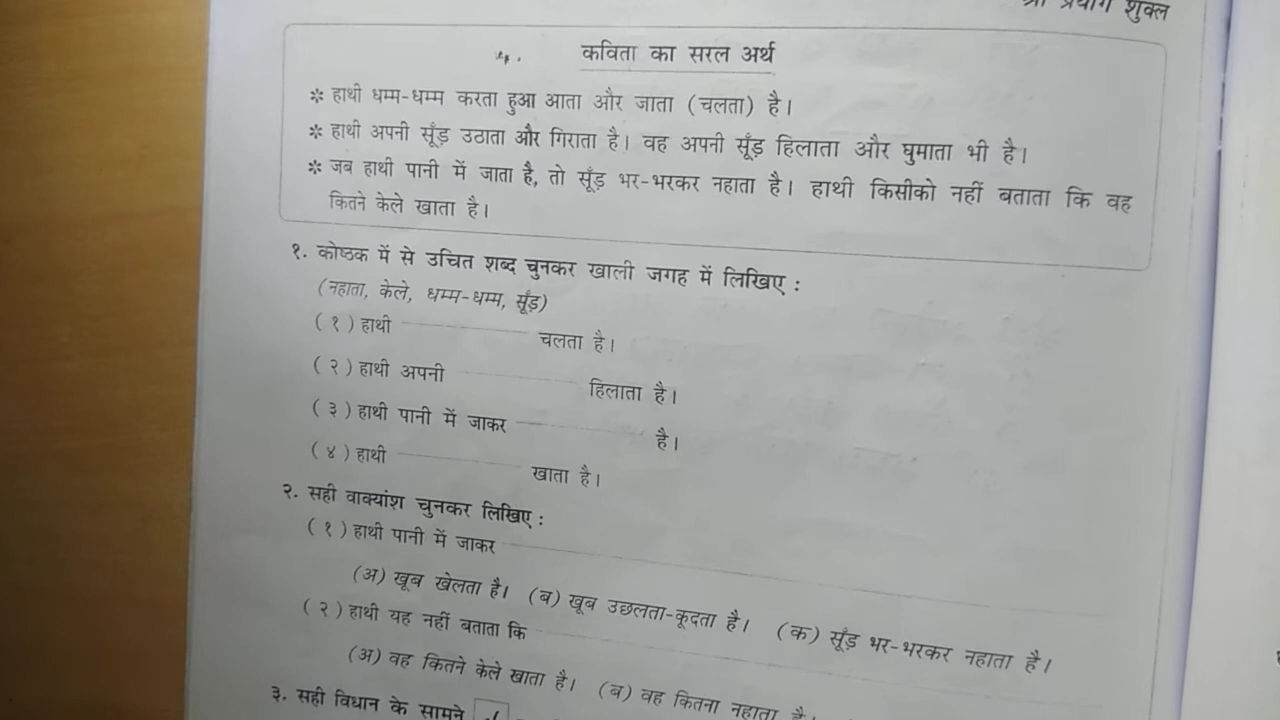 श्री प्रयाग शुक्ल
कविता का सरल अर्थ
* हाथी धम्म-धम्म करता हुआ आता और जाता (चलता) है।
* हाथी अपनी सूँड़ उठाता और गिराता है। वह अपनी सूँड़ हिलाता और घुमाता भी है।
* जब हाथी पानी में जाता है, तो सूँड़ भर-भरकर नहाता है। हाथी किसीको नहीं बताता कि वह
कितने केले खाता है।
१. कोष्ठक में से उचित शब्द चुनकर खाली जगह में लिखिए :
(नहाता, केले, धम्म-धम्म, सूँड़)
(१) हाथी चलता है।
(२) हाथी अपनी हिलाता है।
(३) हाथी पानी में जाकर है।
(४) हाथी खाता है।
२. सही वाक्यांश चुनकर लिखिए :
(१) हाथी पानी में जाकर
(अ) खूब खेलता है। (ब) खूब उछलता-कूदता है। (क) सूँड़ भर-भरकर नहाता है।
(२) हाथी यह नहीं बताता कि
(अ) वह कितने केले खाता है। (ब) वह कितना नहाता है।
३. सही विधान के सामने